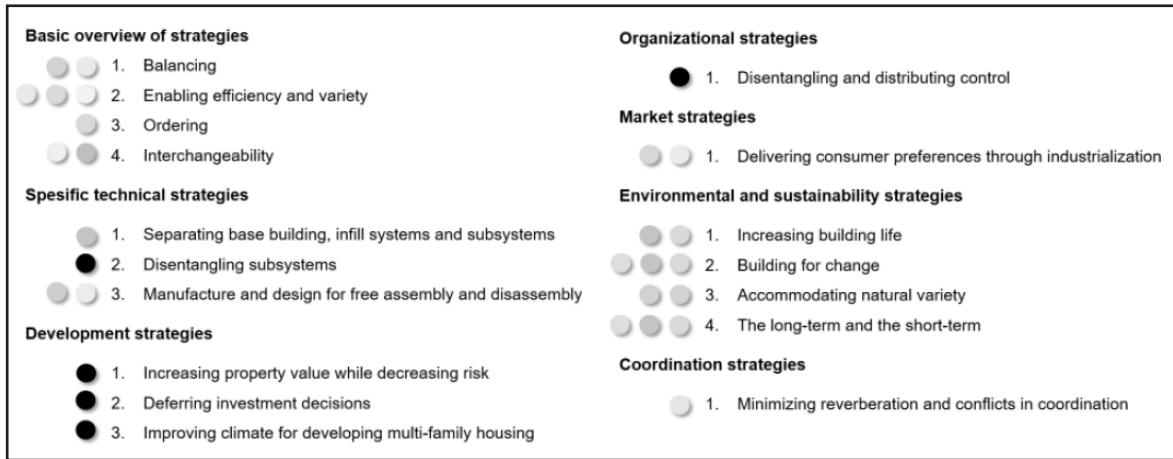 Basic overview of strategies
1. Balancing
2. Enabling efficiency and variety
3. Ordering
4. Interchangeability
Spesific technical strategies
1. Separating base building, infill systems and subsystems
2. Disentangling subsystems
3. Manufacture and design for free assembly and disassembly
Development strategies
1. Increasing property value while decreasing risk
2. Deferring investment decisions
3. Improving climate for developing multi-family housing
Organizational strategies
1. Disentangling and distributing control
Market strategies
1. Delivering consumer preferences through industrialization
Environmental and sustainability strategies
1. Increasing building life
2. Building for change
3. Accommodating natural variety
4. The long-term and the short-term
Coordination strategies
1. Minimizing reverberation and conflicts in coordination